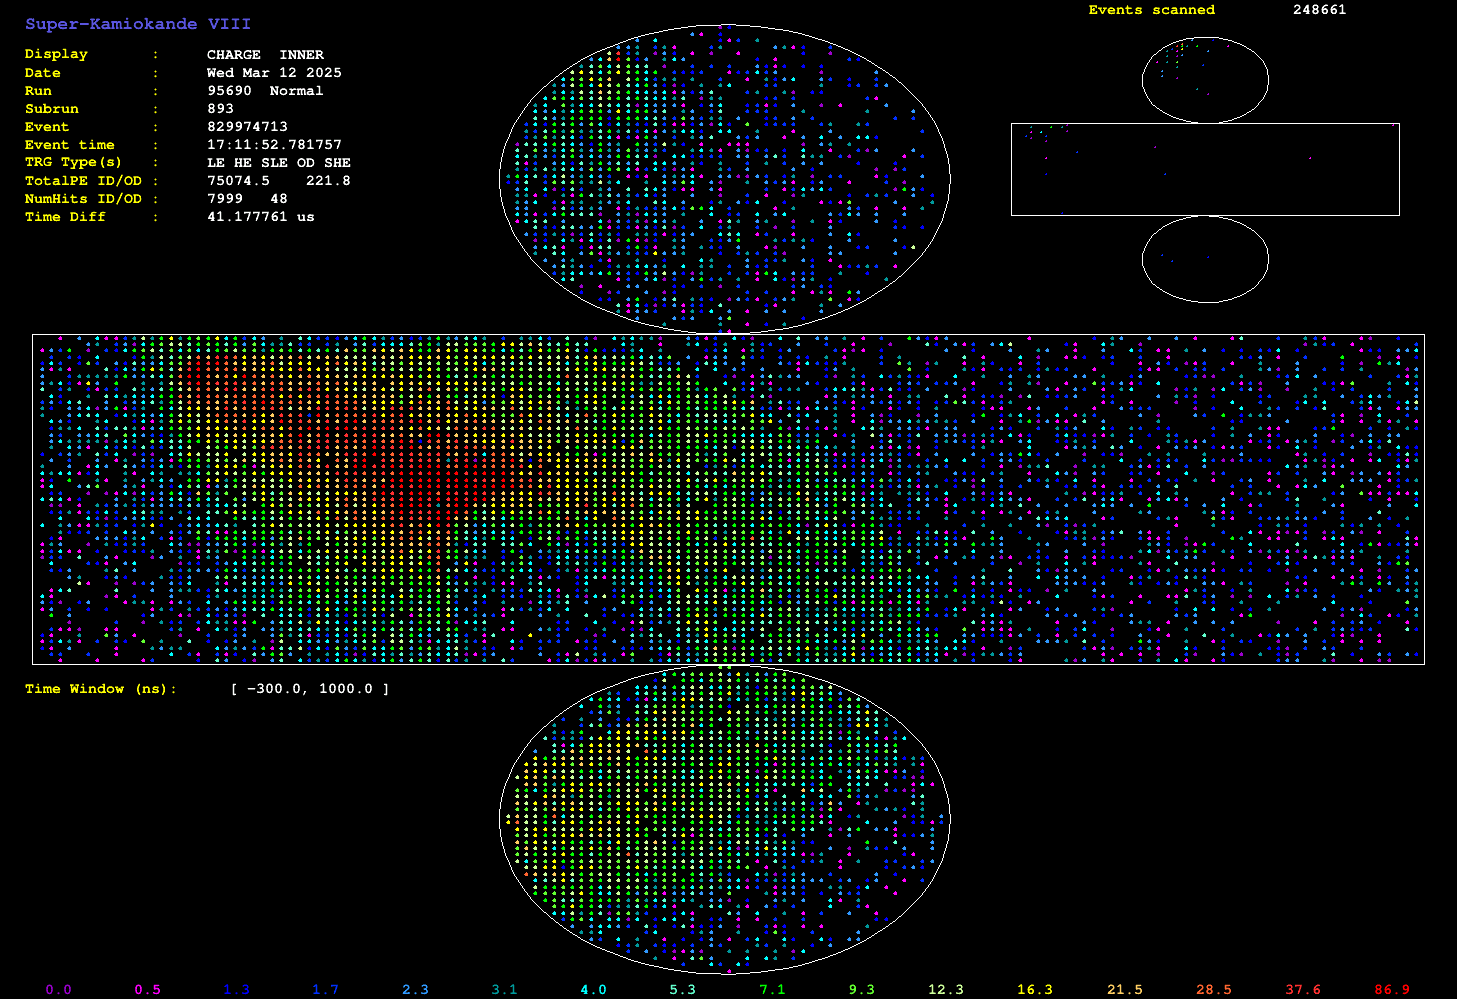 Super-Kamiokande VIII
Events scanned 248661
Display : CHARGE INNER
Date : Wed Mar 12 2025
Run : 95690 Normal
Subrun : 893
Event : 829974713
Event time : 17:11:52.781757
TRG Type(s) : LE HE SLE OD SHE
TotalPE ID/OD : 75074.5 221.8
NumHits ID/OD : 7999 48
Time Diff : 41.177761 us
Time Window (ns): [ -300.0, 1000.0 ]
0.0 0.5 1.3 1.7 2.3 3.1 4.0 5.3 7.1 9.3 12.3 16.3 21.5 28.5 37.6 86.9